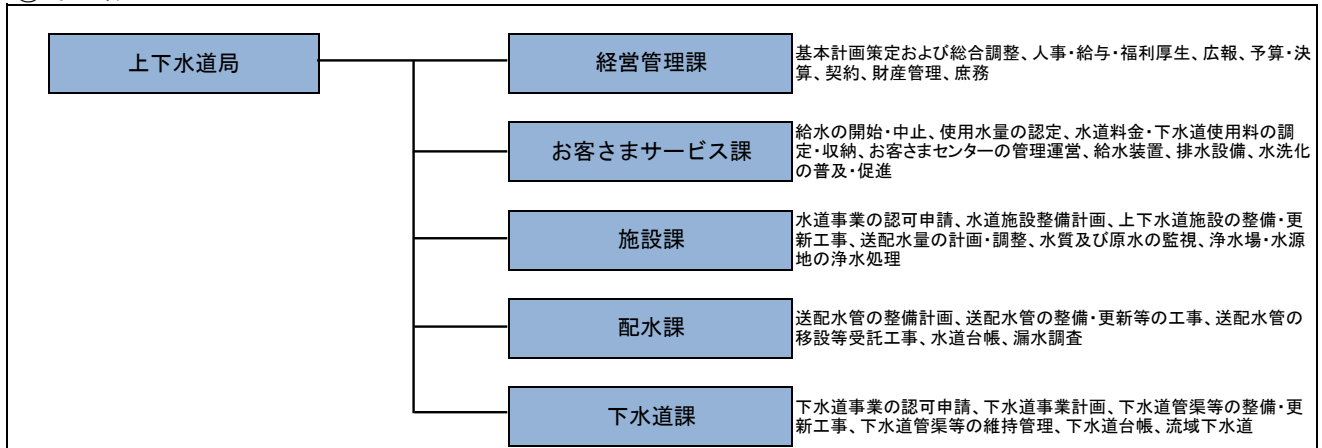 上下水道局
経営管理課
基本計画策定および総合調整、人事・給与・福利厚生、広報、予算・決
算、契約、財産管理、庶務
お客さまサービス課
給水の開始・中止、使用水量の認定、水道料金・下水道使用料の調
定・収納、お客さまセンターの管理運営、給水装置、排水設備、水洗化
の普及・促進
施設課
水道事業の認可申請、水道施設整備計画、上下水道施設の整備・更
新工事、送配水量の計画・調整、水質及び原水の監視、浄水場・水源
地の浄水処理
配水課
送配水管の整備計画、送配水管の整備・更新等の工事、送配水管の
移設等受託工事、水道台帳、漏水調査
下水道課
下水道事業の認可申請、下水道事業計画、下水道管渠等の整備・更
新工事、下水道管渠等の維持管理、下水道台帳、流域下水道